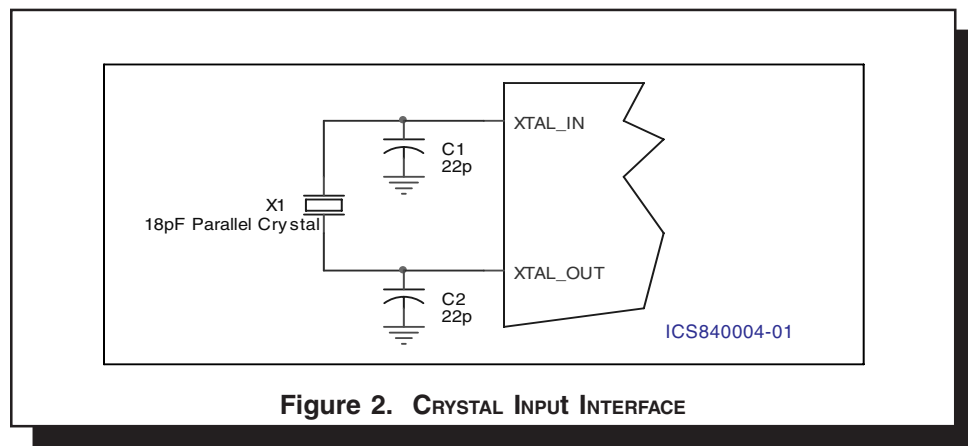 XTAL_IN
C1
22p
X1
18pF Parallel Crystal
XTAL_OUT
C2
22p
ICS840004-01
Figure 2. CRYSTAL INPUt INTERFACE